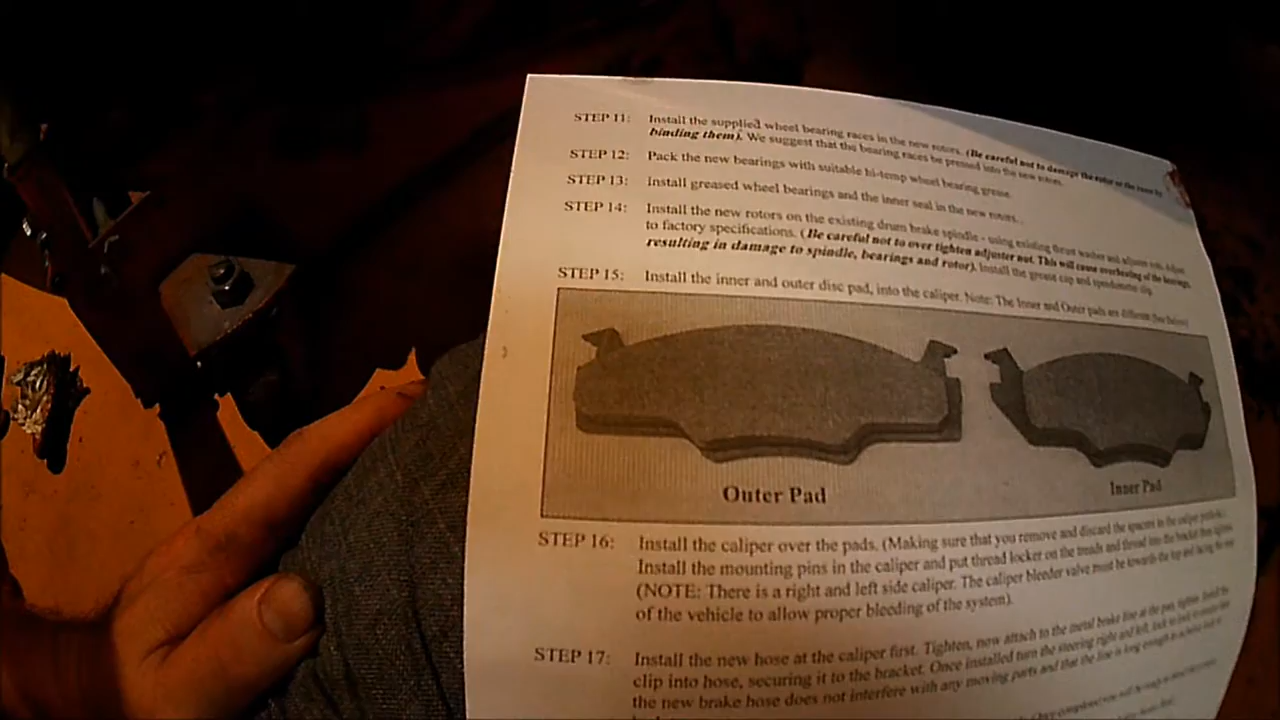 STEP 11: Install the supplied wheel bearing races in the new rotors. (Be careful not to damage the rotor or the races by
binding them). We suggest that the bearing races be pressed into the new rotors.
STEP 12: Pack the new bearings with suitable hi-temp wheel bearing grease.
STEP 13: Install greased wheel bearings and the inner seal in the new rotors.
STEP 14: Install the new rotors on the existing drum brake spindle - using existing thrust washer and adjuster nut. Adjust
to factory specifications. (Be careful not to over tighten adjuster nut. This will cause overheating of the bearings,
resulting in damage to spindle, bearings and rotor). Install the grease cap and speedometer clip.
STEP 15: Install the inner and outer disc pad, into the caliper. Note: The Inner and Outer pads are different (See Below)
Outer Pad
Inner Pad
STEP 16: Install the caliper over the pads. (Making sure that you remove and discard the spacers in the caliper
Install the mounting pins in the caliper and put thread locker on the treads and thread into the bracket then
(NOTE: There is a right and left side caliper. The caliper bleeder valve must be towards the top and facing the
of the vehicle to allow proper bleeding of the system).
STEP 17: Install the new hose at the caliper first. Tighten, now attach to the metal brake line at the
clip into hose, securing it to the bracket. Once installed turn the steering right and left, lock to lock to
the new brake hose does not interfere with any moving parts and that the line is long enough to